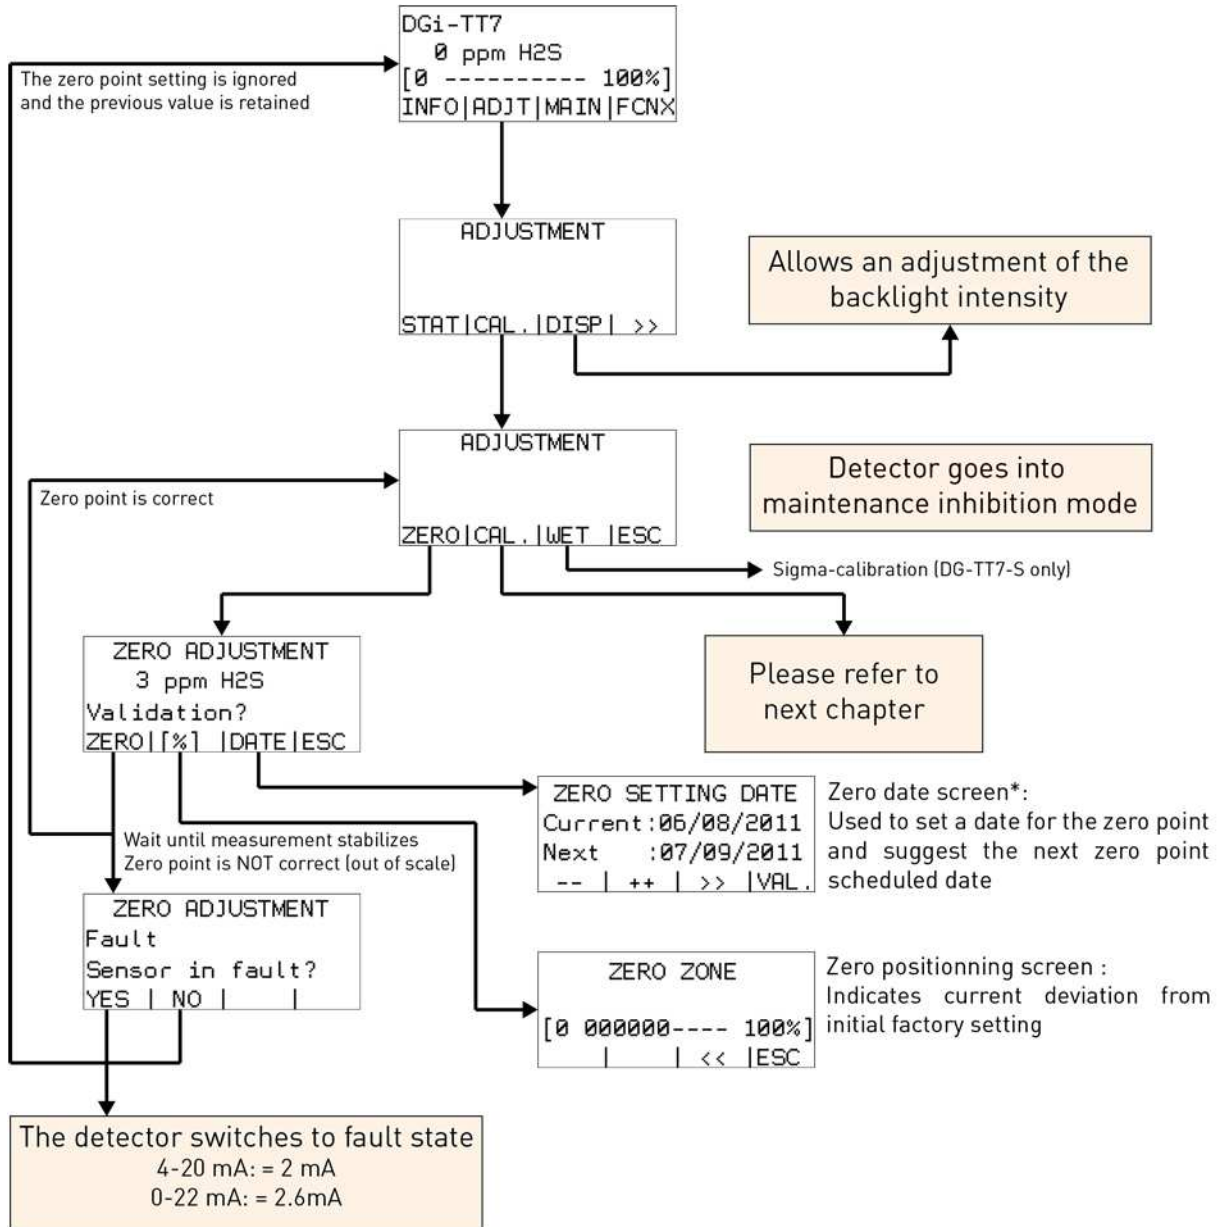 DGi-TT7
0 ppm H2S
[0 ---------- 100%]
INFO|ADJT|MAIN|FCNX
The zero point setting is ignored
and the previous value is retained
ADJUSTMENT
STAT|CAL.|DISP| >>
Allows an adjustment of the
backlight intensity
ADJUSTMENT
ZERO|CAL.|WET |ESC
Zero point is correct
Detector goes into
maintenance inhibition mode
Sigma-calibration (DG-TT7-S only)
ZERO ADJUSTMENT
3 ppm H2S
Validation?
ZERO|[%] |DATE|ESC
Please refer to
next chapter
Wait until measurement stabilizes
Zero point is NOT correct (out of scale)
ZERO SETTING DATE
Current:06/08/2011
Next    :07/09/2011
-- | ++ | >> |VAL.
Zero date screen*:
Used to set a date for the zero point
and suggest the next zero point
scheduled date
ZERO ADJUSTMENT
Fault
Sensor in fault?
YES | NO |    |
ZERO ZONE
[0 000000---- 100%]
|    | << |ESC
Zero positionning screen :
Indicates current deviation from
initial factory setting
The detector switches to fault state
4-20 mA: = 2 mA
0-22 mA: = 2.6mA